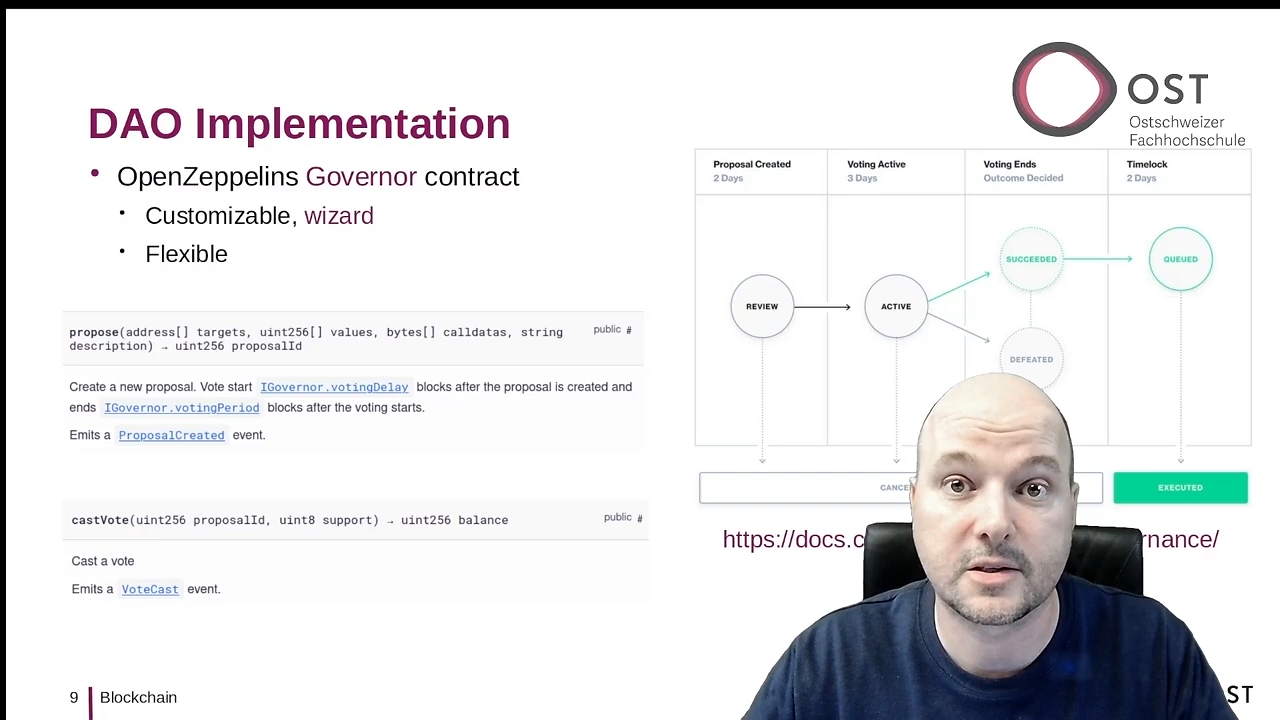 OST
Ostschweizer
Fachhochschule
DAO Implementation
• OpenZeppelins Governor contract
• Customizable, wizard
• Flexible
propose(address[] targets, uint256[] values, bytes[] calldatas, string
description) → uint256 proposalId
public #
Create a new proposal. Vote start IGovernor.votingDelay blocks after the proposal is created and
ends IGovernor.votingPeriod blocks after the voting starts.
Emits a ProposalCreated event.
castVote(uint256 proposalId, uint8 support) → uint256 balance
public #
Cast a vote
Emits a VoteCast event.
Proposal Created
2 Days
Voting Active
3 Days
Voting Ends
Outcome Decided
Timelock
2 Days
REVIEW
ACTIVE
SUCCEEDED
DEFEATED
QUEUED
EXECUTED
9 Blockchain